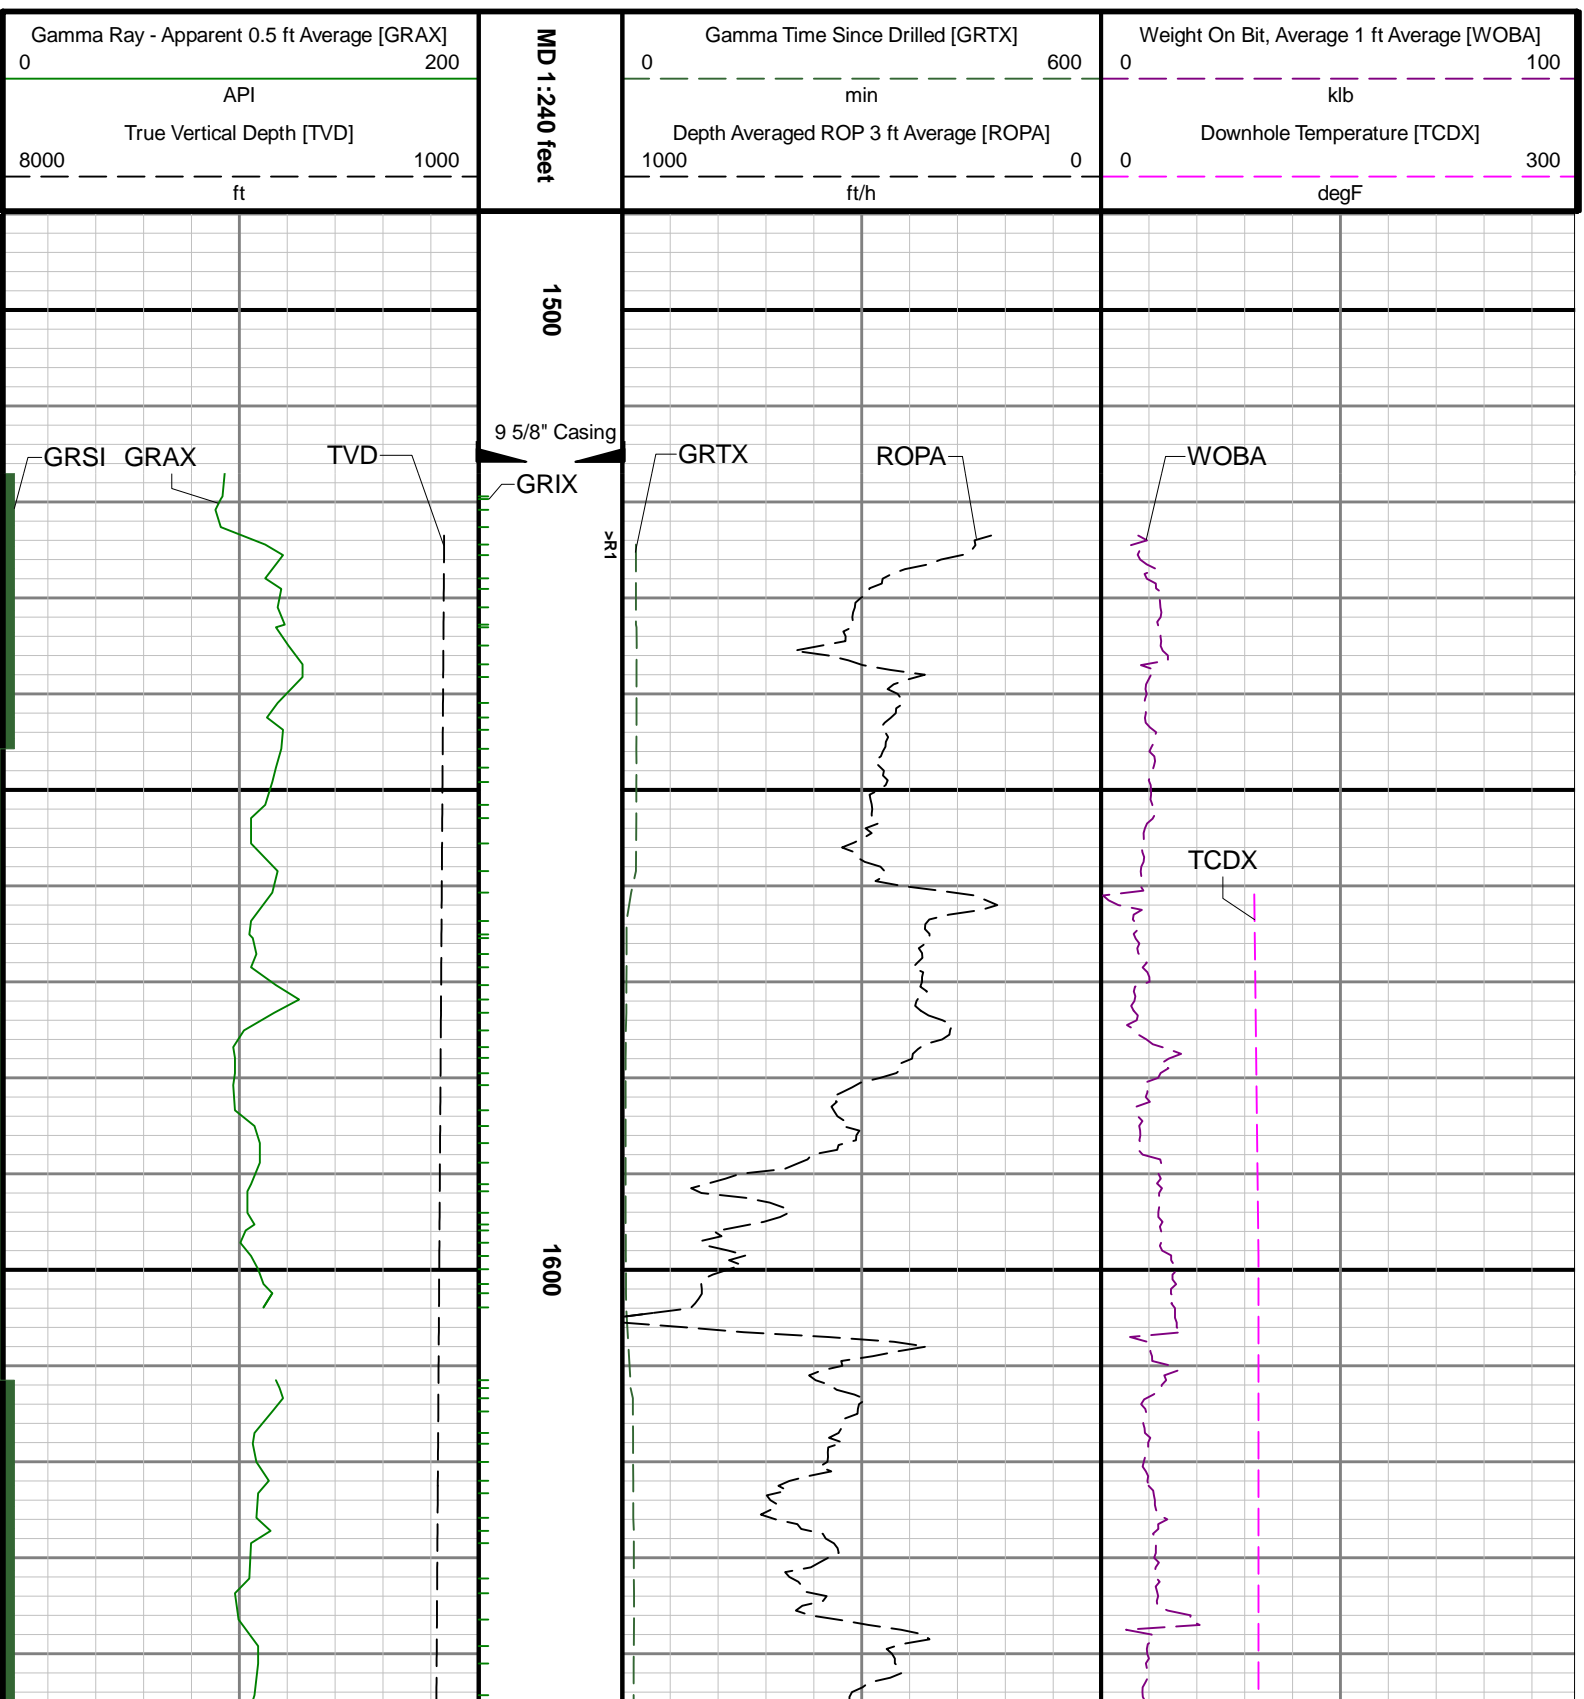 Gamma Ray - Apparent 0.5 ft Average [GRAX]
0 200
API
True Vertical Depth [TVD]
8000 1000
ft
MD 1:240 feet
Gamma Time Since Drilled [GRTX]
0 600
min
Depth Averaged ROP 3 ft Average [ROPA]
1000 0
ft/h
Weight On Bit, Average 1 ft Average [WOBA]
0 100
klb
Downhole Temperature [TCDX]
0 300
degF
1500
9 5/8" Casing
GRSI GRAX TVD GRTX ROPA WOBA
GRIX
>R1
TCDX
1600